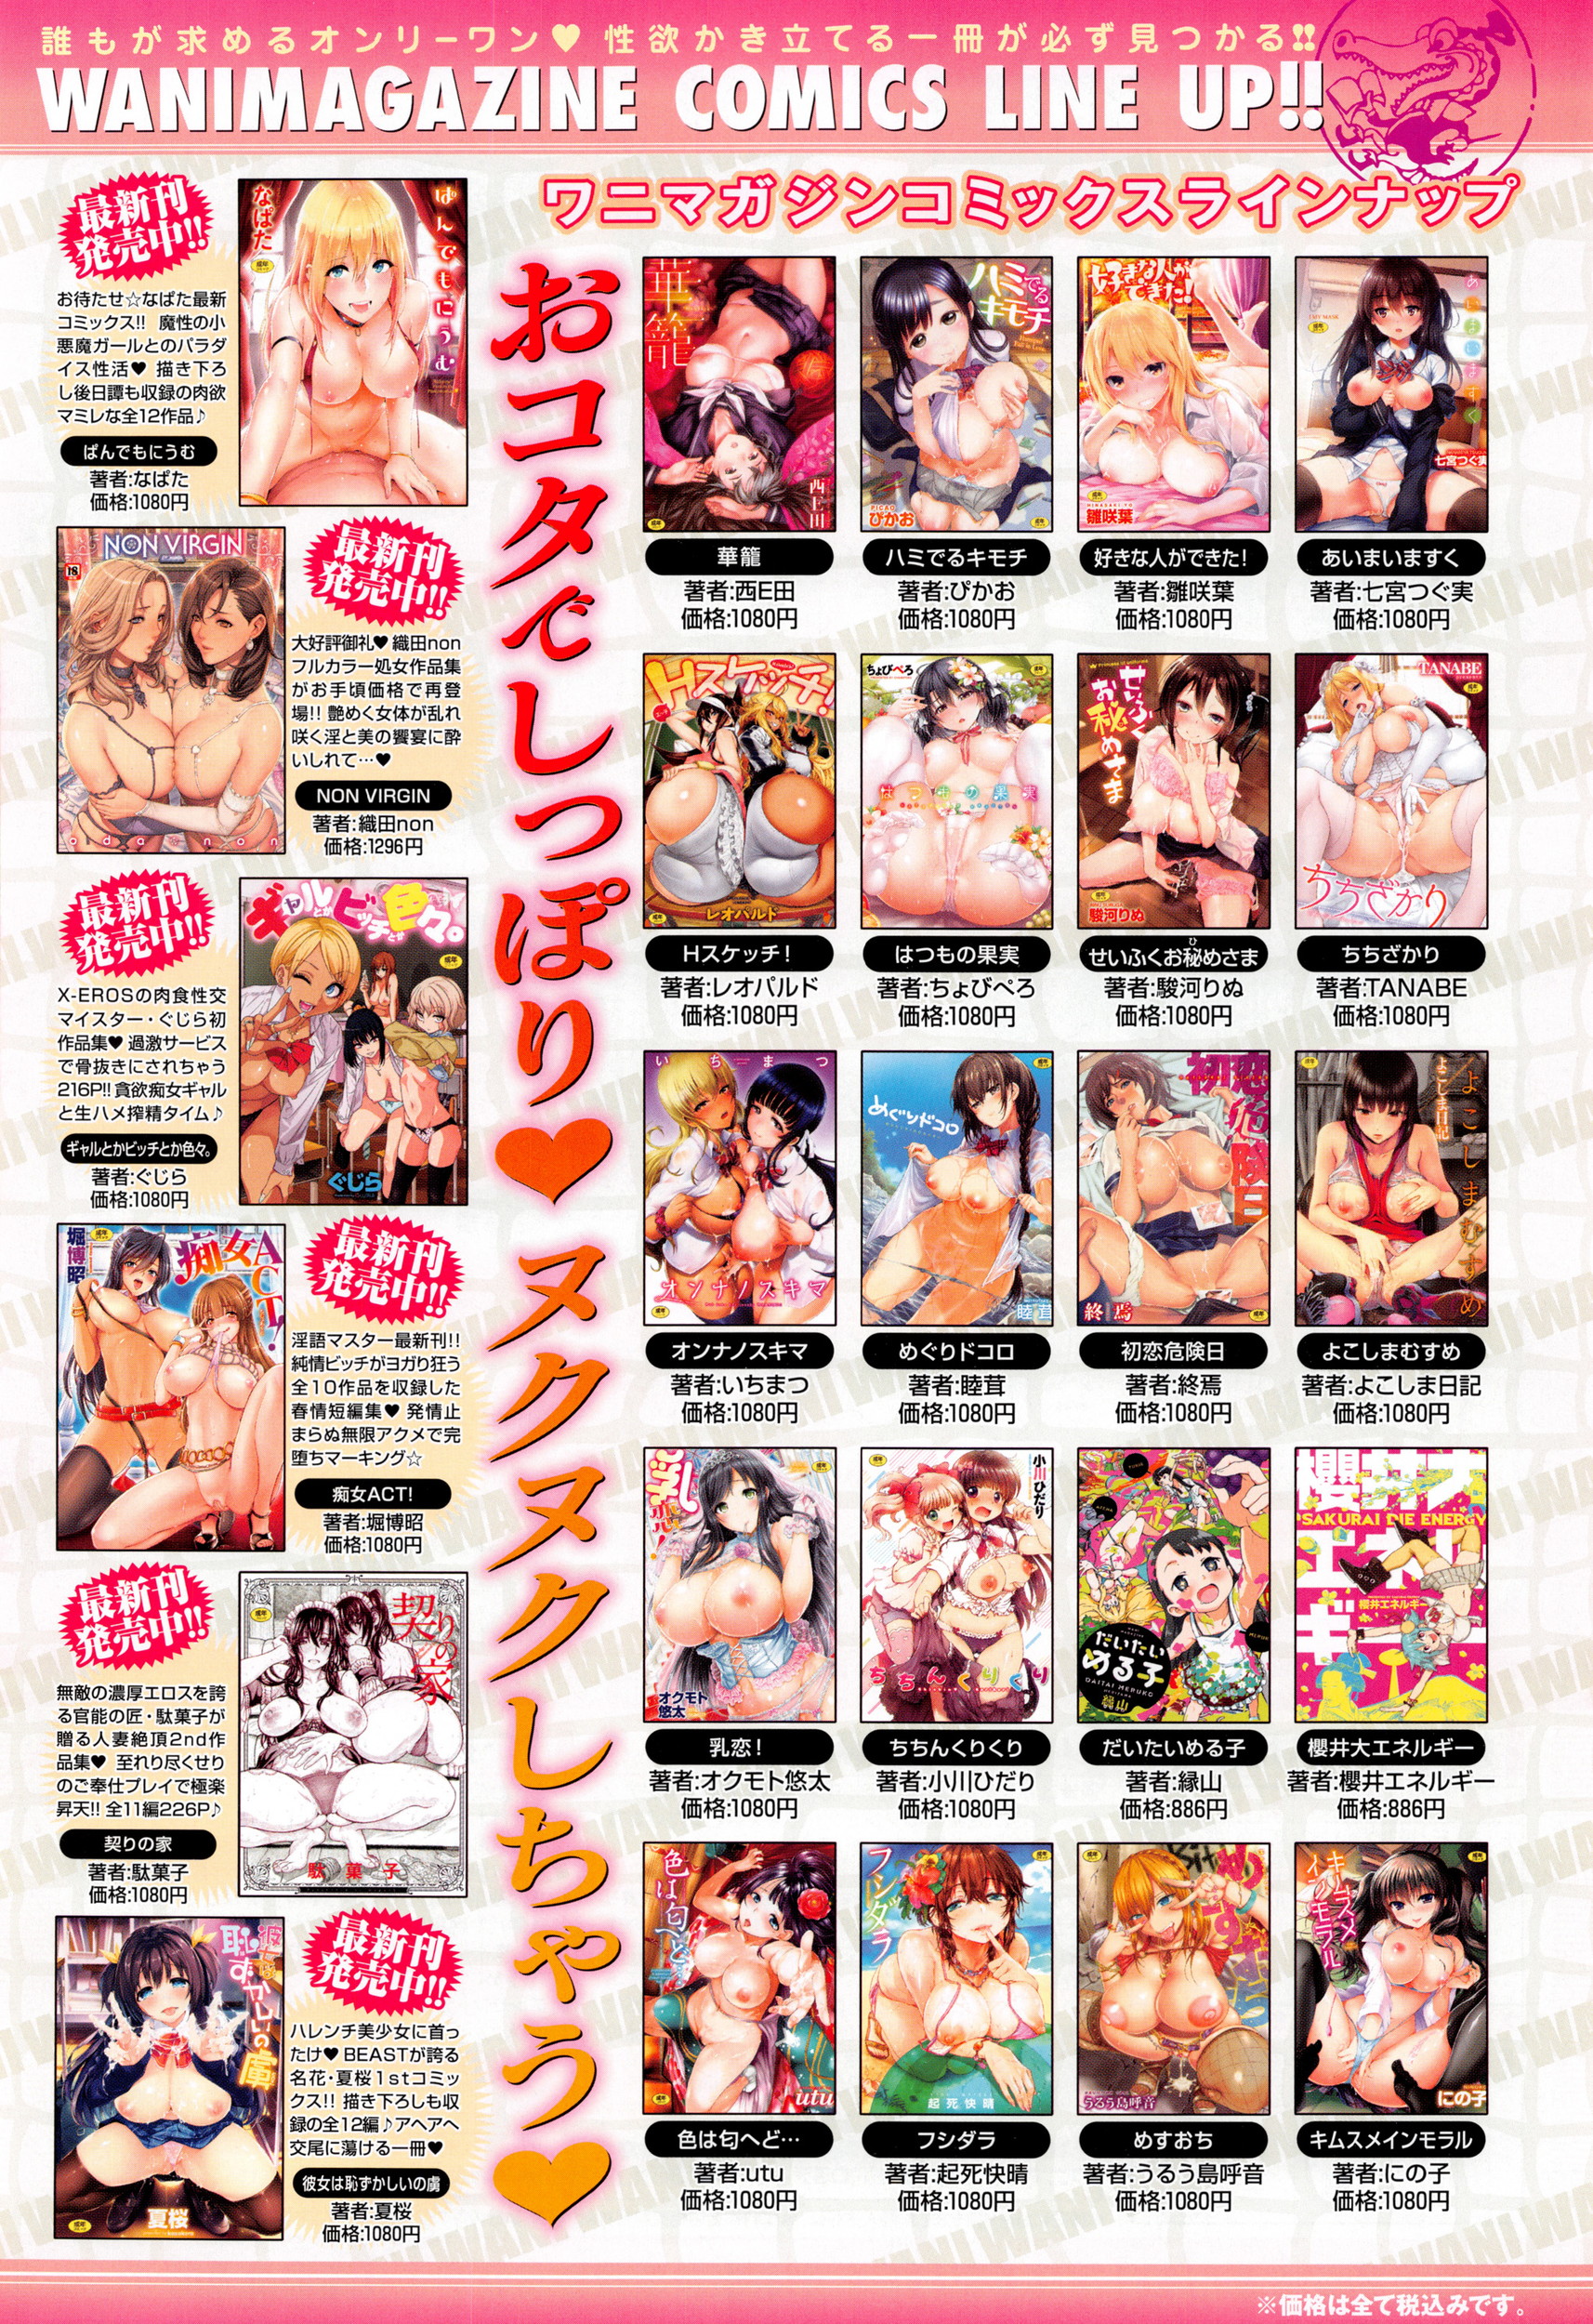 誰もが求めるオンリーワン♥ 性欲かき立てる一冊が必ず見つかる!!
WANIMAGAZINE COMICS LINE UP!!
ワニマガジンコミックスラインナップ
おコタでしっぽり♥ヌクヌクしちゃう♥
最新刊
発売中!!
お待たせ☆なぱた最新
コミックス!! 魔性の小
悪魔ガールとのパラダ
イス性活♥ 描き下ろ
し後日譚も収録の肉欲
マミレな全12作品♪
ぱんでもにうむ
著者:なぱた
価格:1080円
最新刊
発売中!!
大好評御礼♥織田non
フルカラー処女作品集
がお手頃価格で再登
場!! 艶めく女体が乱れ
咲く淫と美の饗宴に酔
いしれて…♥
NON VIRGIN
著者:織田non
価格:1296円
最新刊
発売中!!
X-EROSの肉食性交
マイスター・ぐじら初
作品集♥ 過激サービス
で骨抜きにされちゃう
216P!! 貪欲痴女ギャル
と生ハメ搾精タイム♪
ギャルとかビッチとか色々。
著者:ぐじら
価格:1080円
最新刊
発売中!!
淫語マスター最新刊!!
純情ビッチがヨガり狂う
全10作品を収録した
春情短編集♥ 発情止
まらぬ無限アクメで完
堕ちマーキング☆
痴女ACT!
著者:堀博昭
価格:1080円
最新刊
発売中!!
無敵の濃厚エロスを誇
る官能の匠・駄菓子が
贈る人妻絶頂2nd作
品集♥ 至れり尽くせり
のご奉仕プレイで極楽
昇天!! 全11編226P♪
契りの家
著者:駄菓子
価格:1080円
最新刊
発売中!!
ハレンチ美少女に首っ
たけ♥ BEASTが誇る
名花・夏桜1stコミッ
クス!! 描き下ろしも収
録の全12編♪アヘアヘ
交尾に蕩ける一冊♥
彼女は恥ずかしいの虜
著者:夏桜
価格:1080円
華籠
著者:西E田
価格:1080円
ハミでるキモチ
著者:ぴかお
価格:1080円
好きな人ができた!
著者:雛咲葉
価格:1080円
あいまいますく
著者:七宮つぐ実
価格:1080円
Hスケッチ!
著者:レオパルド
価格:1080円
はつもの果実
著者:ちょびぺろ
価格:1080円
せいふくお秘めさま
著者:駿河りぬ
価格:1080円
ちちざかり
著者:TANABE
価格:1080円
オンナノスキマ
著者:いちまつ
価格:1080円
めぐりドコロ
著者:睦茸
価格:1080円
初恋危険日
著者:終焉
価格:1080円
よこしまむすめ
著者:よこしま日記
価格:1080円
乳恋!
著者:オクモト悠太
価格:1080円
ちちんくりくり
著者:小川ひだり
価格:1080円
だいたいめる子
著者:縁山
価格:886円
櫻井大エネルギー
著者:櫻井エネルギー
価格:886円
色は匂へど…
著者:utu
価格:1080円
フシダラ
著者:起死快晴
価格:1080円
めすおち
著者:うるう島呼音
価格:1080円
キムスメインモラル
著者:にの子
価格:1080円
※価格は全て税込みです。